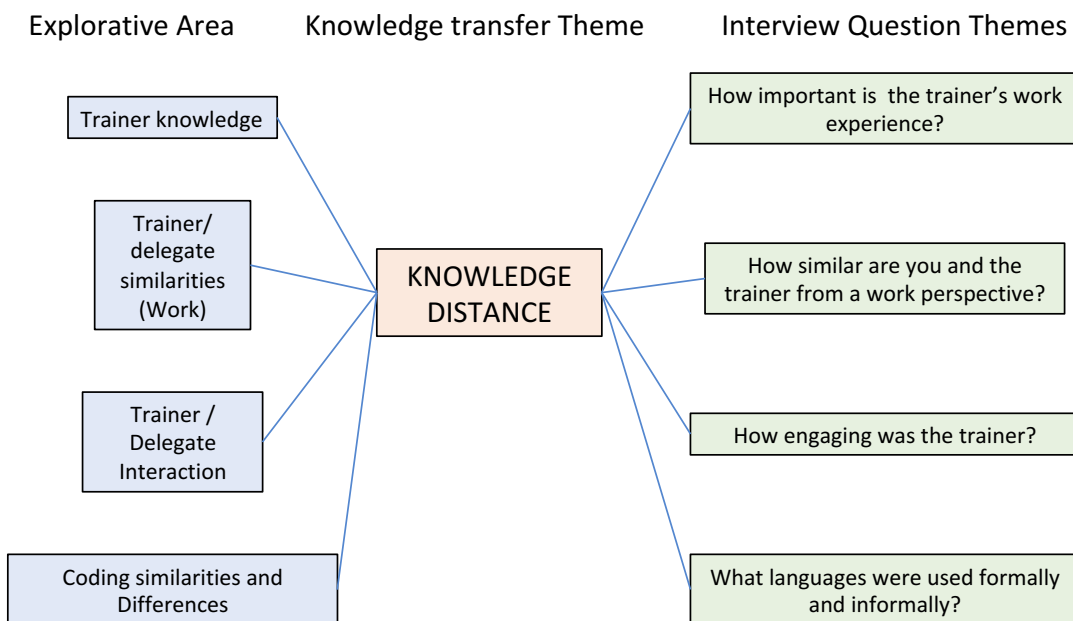 Explorative Area
Knowledge transfer Theme
Interview Question Themes
Trainer knowledge
Trainer/
delegate
similarities
(Work)
Trainer /
Delegate
Interaction
Coding similarities and
Differences
KNOWLEDGE
DISTANCE
How important is  the trainer’s work
experience?
How similar are you and the
trainer from a work perspective?
How engaging was the trainer?
What languages were used formally
and informally?